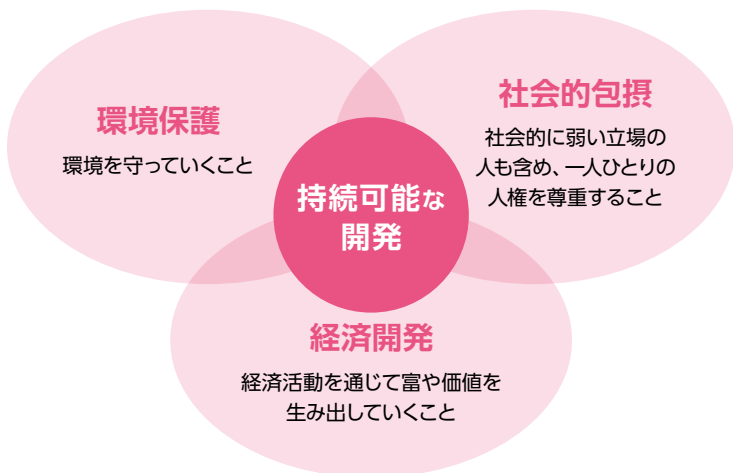 環境保護
環境を守っていくこと
社会的包摂
社会的に弱い立場の
人も含め、一人ひとりの
人権を尊重すること
持続可能な
開発
経済開発
経済活動を通じて富や価値を
生み出していくこと